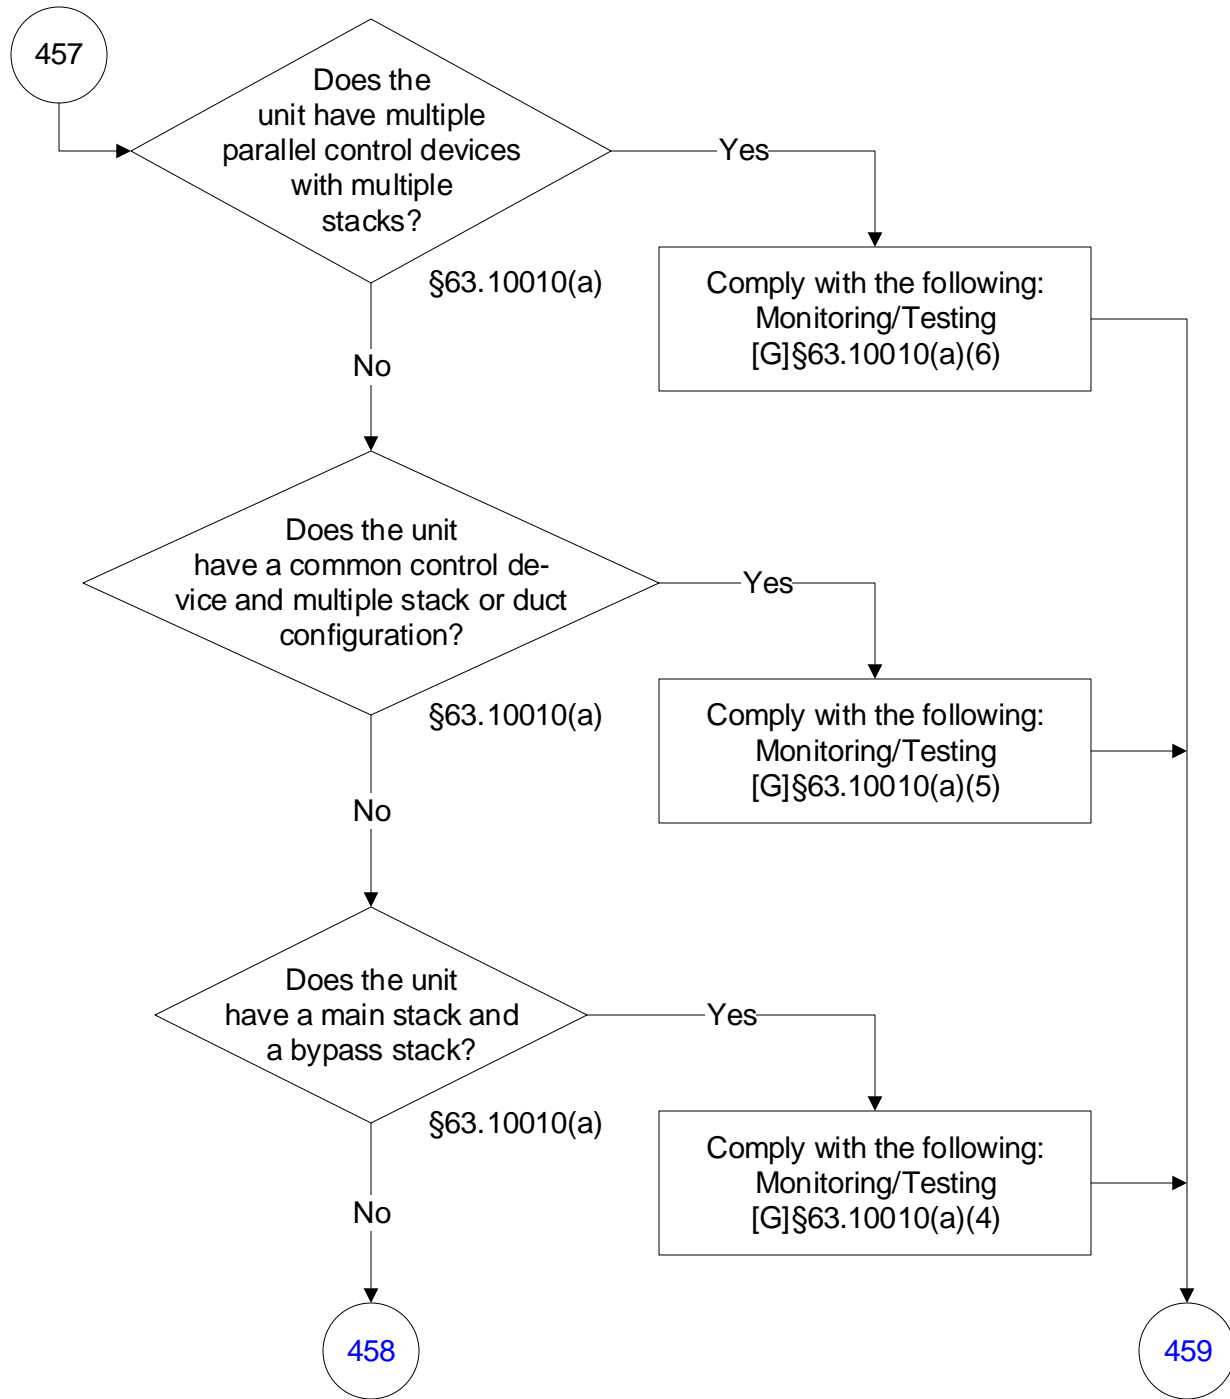 457
Does the
unit have multiple
parallel control devices
with multiple
stacks?
Yes
§63.10010(a)
Comply with the following:
Monitoring/Testing
[G]§63.10010(a)(6)
No
Does the unit
have a common control de-
vice and multiple stack or duct
configuration?
Yes
§63.10010(a)
Comply with the following:
Monitoring/Testing
[G]§63.10010(a)(5)
No
Does the unit
have a main stack and
a bypass stack?
Yes
§63.10010(a)
Comply with the following:
Monitoring/Testing
[G]§63.10010(a)(4)
No
458
459